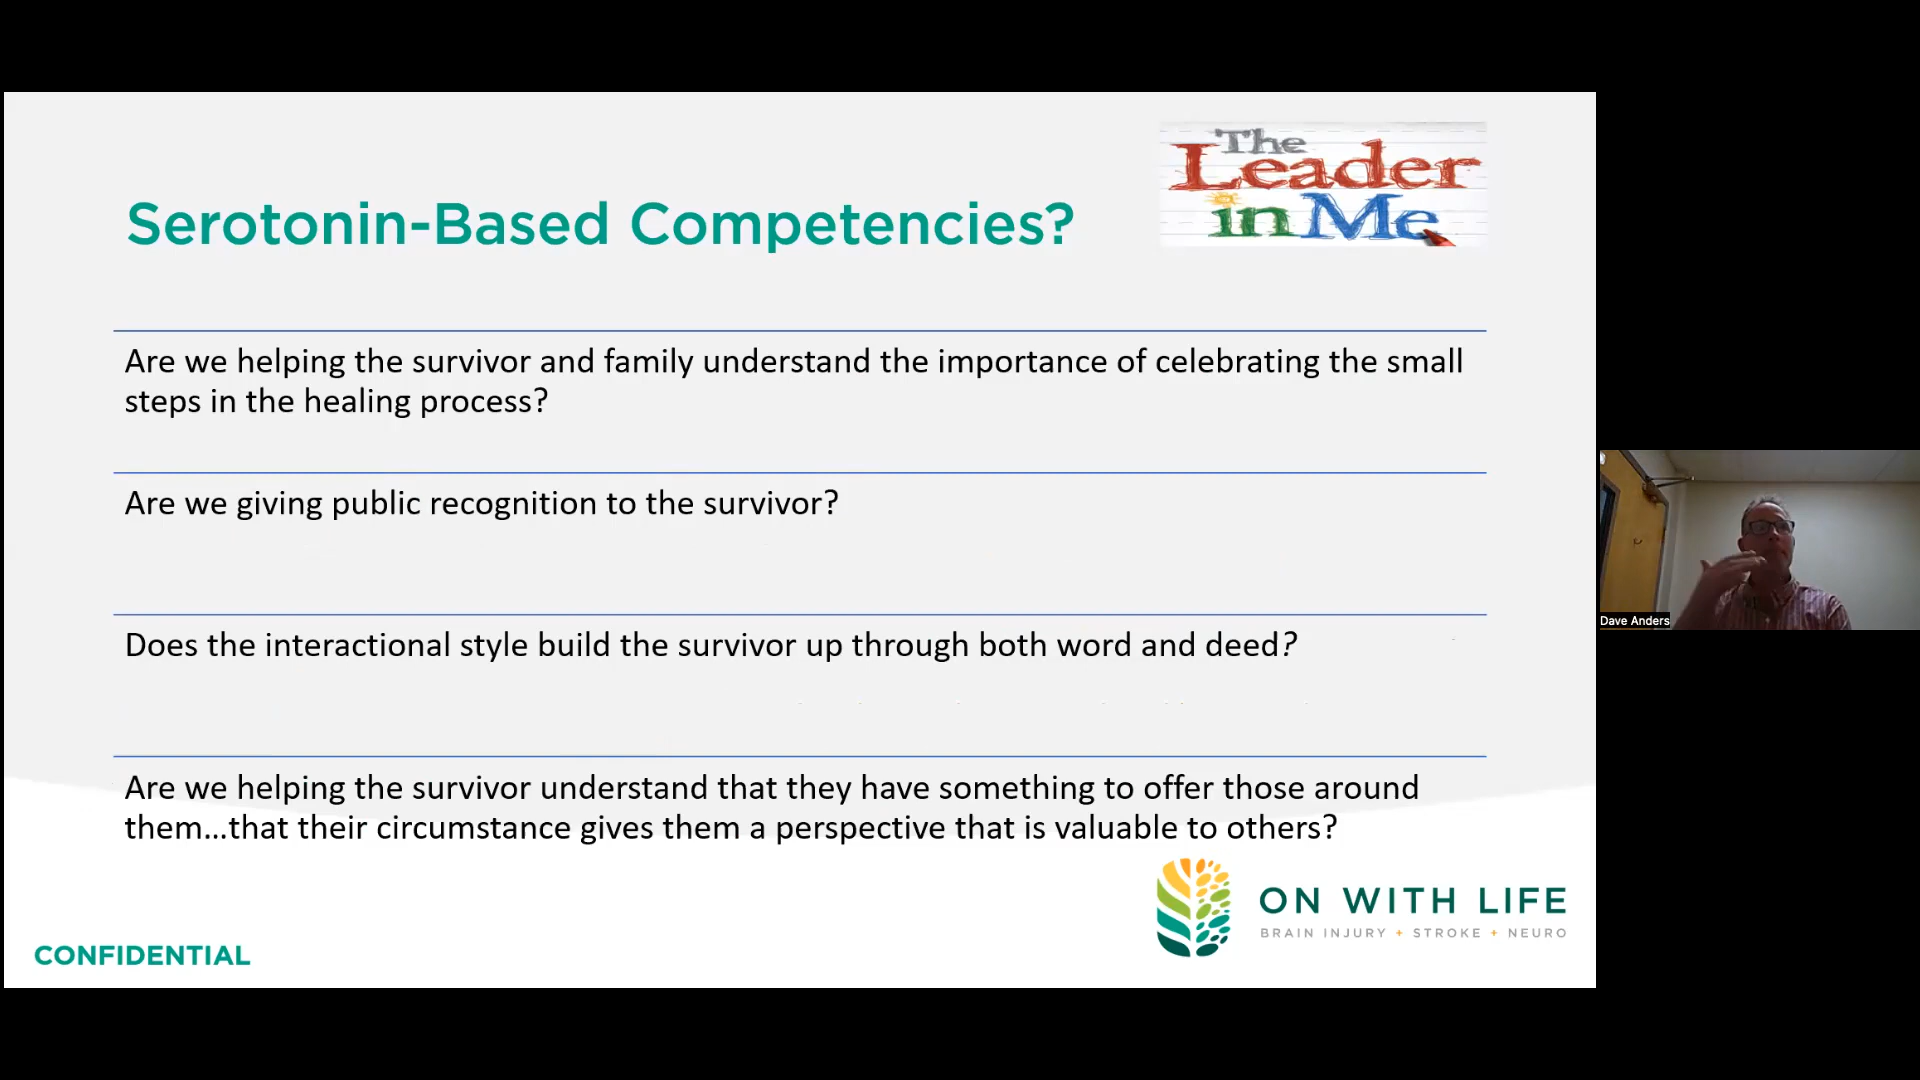 The
Leader
in Me
Serotonin-Based Competencies?
Are we helping the survivor and family understand the importance of celebrating the small
steps in the healing process?
Are we giving public recognition to the survivor?
Does the interactional style build the survivor up through both word and deed?
Are we helping the survivor understand that they have something to offer those around
them...that their circumstance gives them a perspective that is valuable to others?
ON WITH LIFE
BRAIN INJURY + STROKE + NEURO
CONFIDENTIAL
Dave Anders